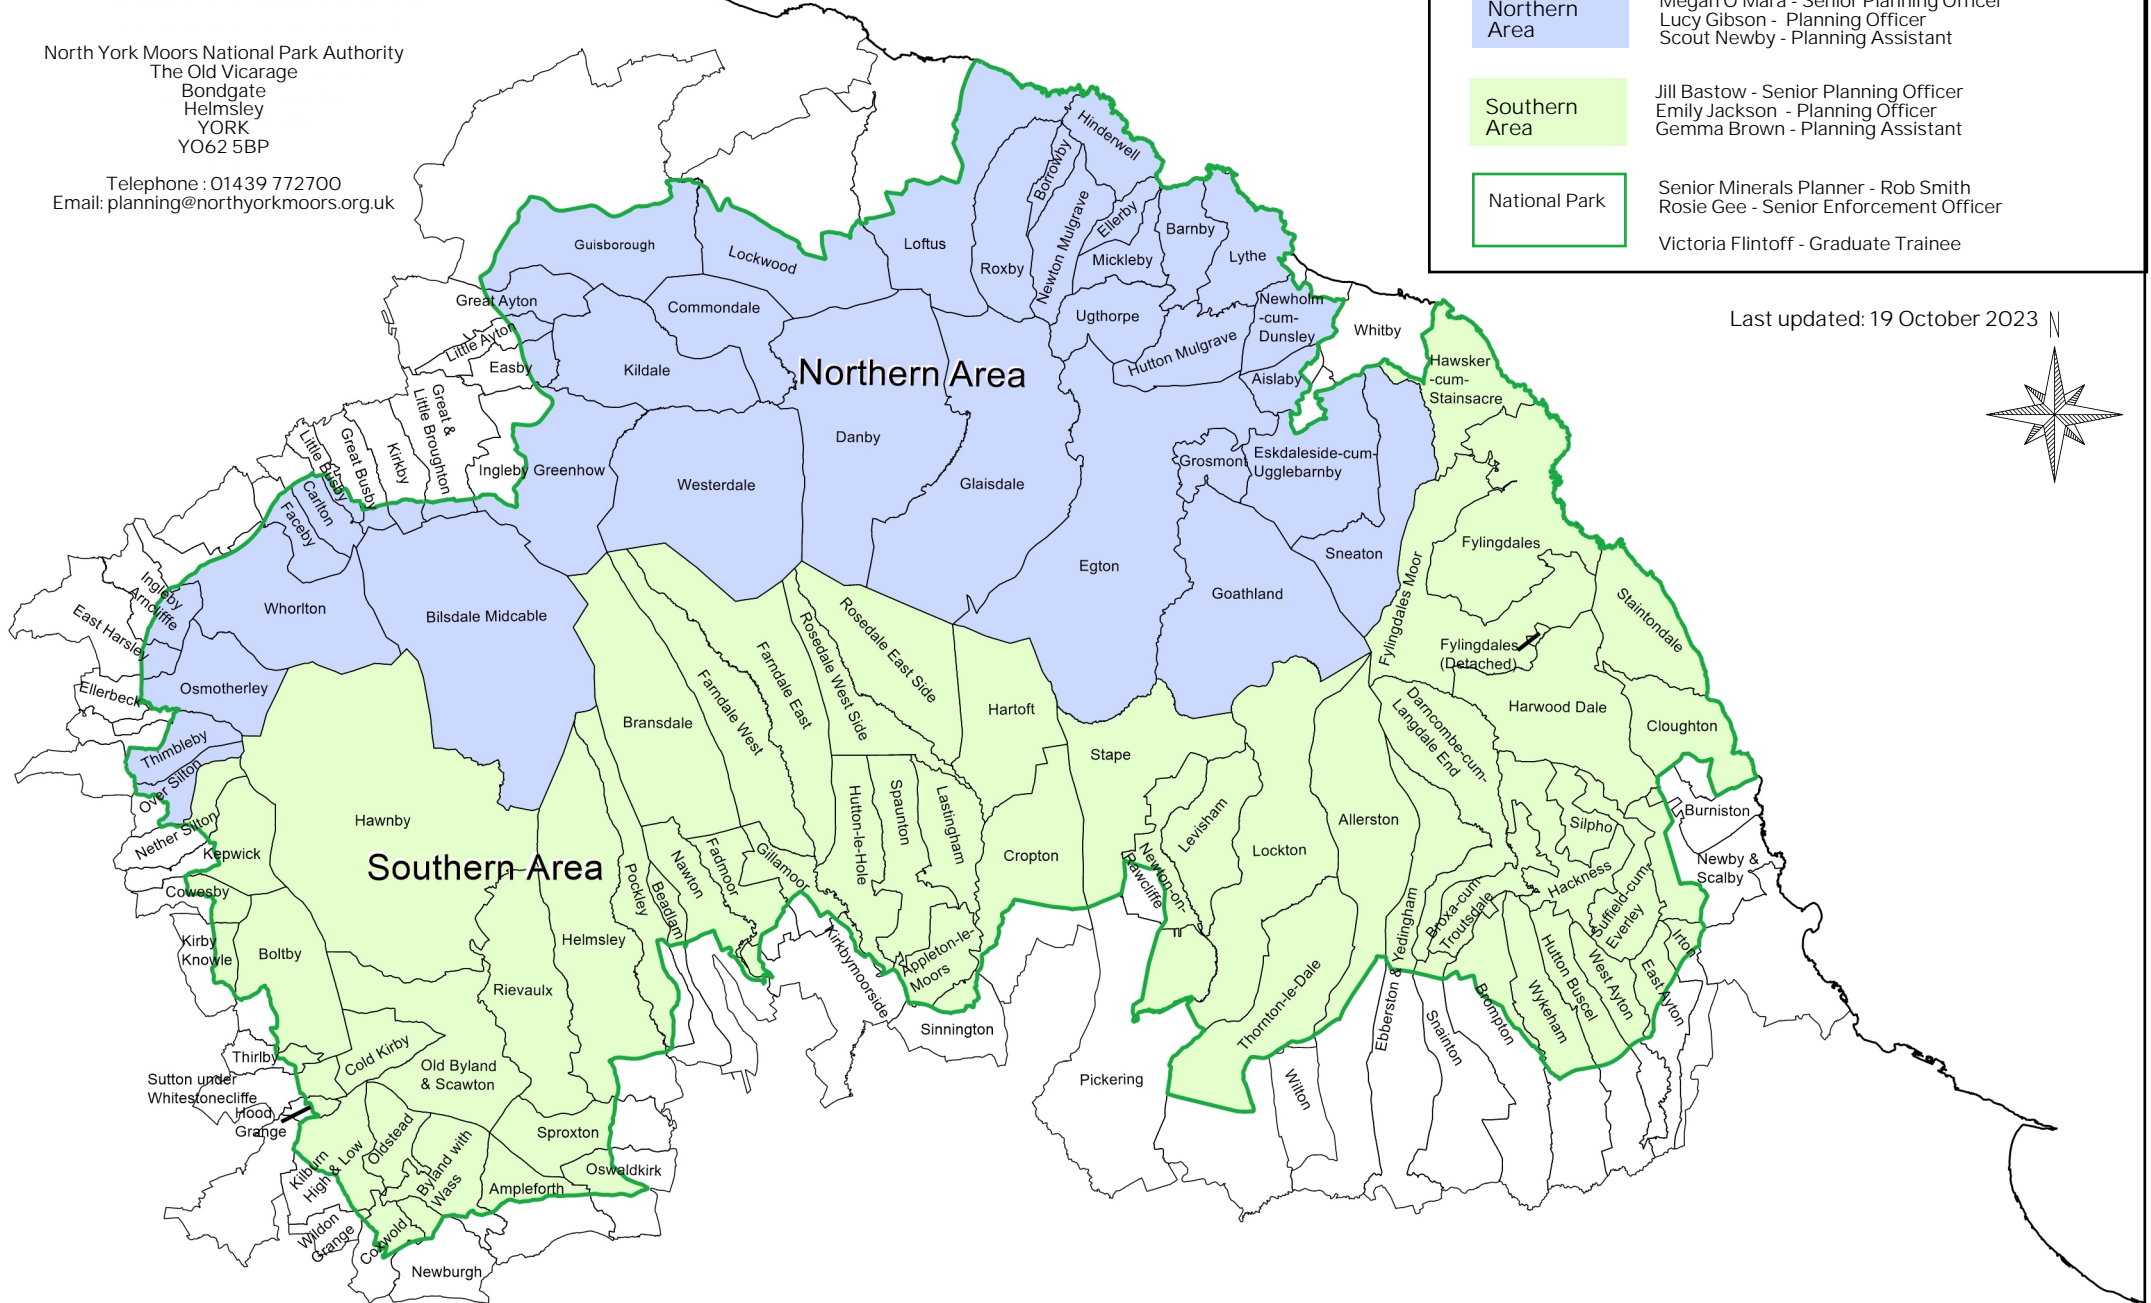 North York Moors National Park Authority
The Old Vicarage
Bondgate
Helmsley
YORK
YO62 5BP
Telephone : 01439 772700
Email: planning@northyorkmoors.org.uk
Northern
Area
Megan O'Mara - Senior Planning Officer
Lucy Gibson - Planning Officer
Scout Newby - Planning Assistant
Southern
Area
Jill Bastow - Senior Planning Officer
Emily Jackson - Planning Officer
Gemma Brown - Planning Assistant
National Park
Senior Minerals Planner - Rob Smith
Rosie Gee - Senior Enforcement Officer
Victoria Flintoff - Graduate Trainee
Last updated: 19 October 2023
N
Northern Area
Southern Area
Hinderwell
Borrowby
Newton Mulgrave
Ellerby
Barnby
Lythe
Mickleby
Roxby
Loftus
Guisborough
Lockwood
Great Ayton
Little Ayton
Easby
Commondale
Kildale
Ugthorpe
Newholm
-cum-
Dunsley
Hutton Mulgrave
Aislaby
Whitby
Hawsker
-cum-
Stainsacre
Great &
Little Broughton
Kirkby
Great Busby
Little Busby
Carlton
Faceby
Ingleby Greenhow
Westerdale
Danby
Glaisdale
Grosmont
Eskdaleside-cum-
Ugglebarnby
Egton
Goathland
Sneaton
Fylingdales Moor
Fylingdales
Fylingdales
(Detached)
Staintondale
Ingleby
Arncliffe
East Harsley
Ellerbeck
Whorlton
Bilsdale Midcable
Osmotherley
Thimbleby
Over Silton
Nether Silton
Kepwick
Cowesby
Kirby
Knowle
Boltby
Hawnby
Bransdale
Farndale West
Farndale East
Rosedale West Side
Rosedale East Side
Hartoft
Stape
Darncombe-cum-
Langdale End
Harwood Dale
Cloughton
Burniston
Newby &
Scalby
Silpho
Hackness
Suffield-cum-
Everley
Irton
East Ayton
West Ayton
Hutton Buscel
Wykeham
Brompton
Broxa-cum-
Troutsdale
Snainton
Ebberston & Yedingham
Allerston
Lockton
Levisham
Newton-on-
Rawcliffe
Cropton
Lastingham
Spaunton
Hutton-le-Hole
Gillamoor
Fadmoor
Nawton
Beadlam
Pockley
Helmsley
Rievaulx
Appleton-le-
Moors
Kirkbymoorside
Sinnington
Pickering
Thornton-le-Dale
Wilton
Thirlby
Sutton under
Whitestonecliffe
Hood
Grange
Cold Kirby
Old Byland
& Scawton
Sproxton
Oswaldkirk
Ampleforth
Byland with
Wass
Oldstead
Kilburn
High & Low
Wildon
Grange
Coxwold
Newburgh